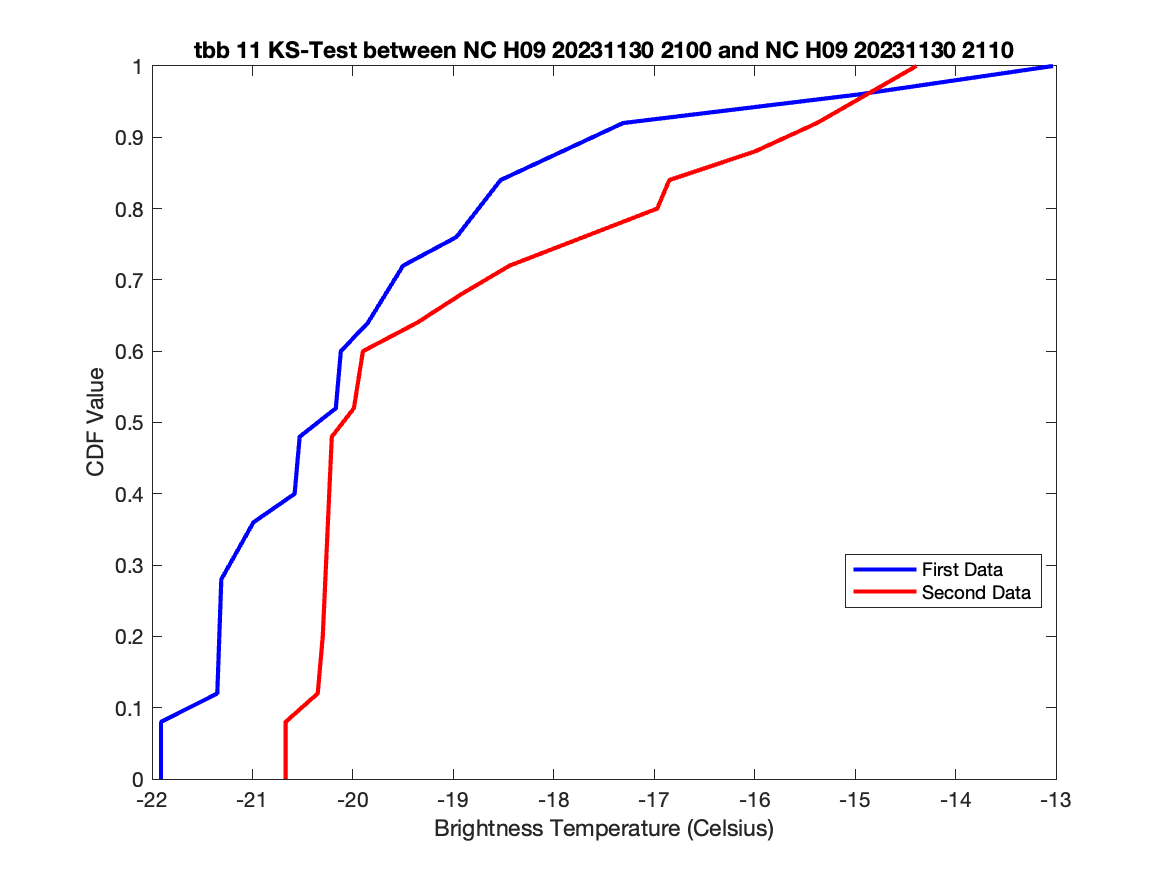 tbb 11 KS-Test between NC H09 20231130 2100 and NC H09 20231130 2110
1
0.9
0.8
0.7
0.6
0.5
0.4
0.3
0.2
0.1
0
CDF Value
First Data
Second Data
-22 -21 -20 -19 -18 -17 -16 -15 -14 -13
Brightness Temperature (Celsius)